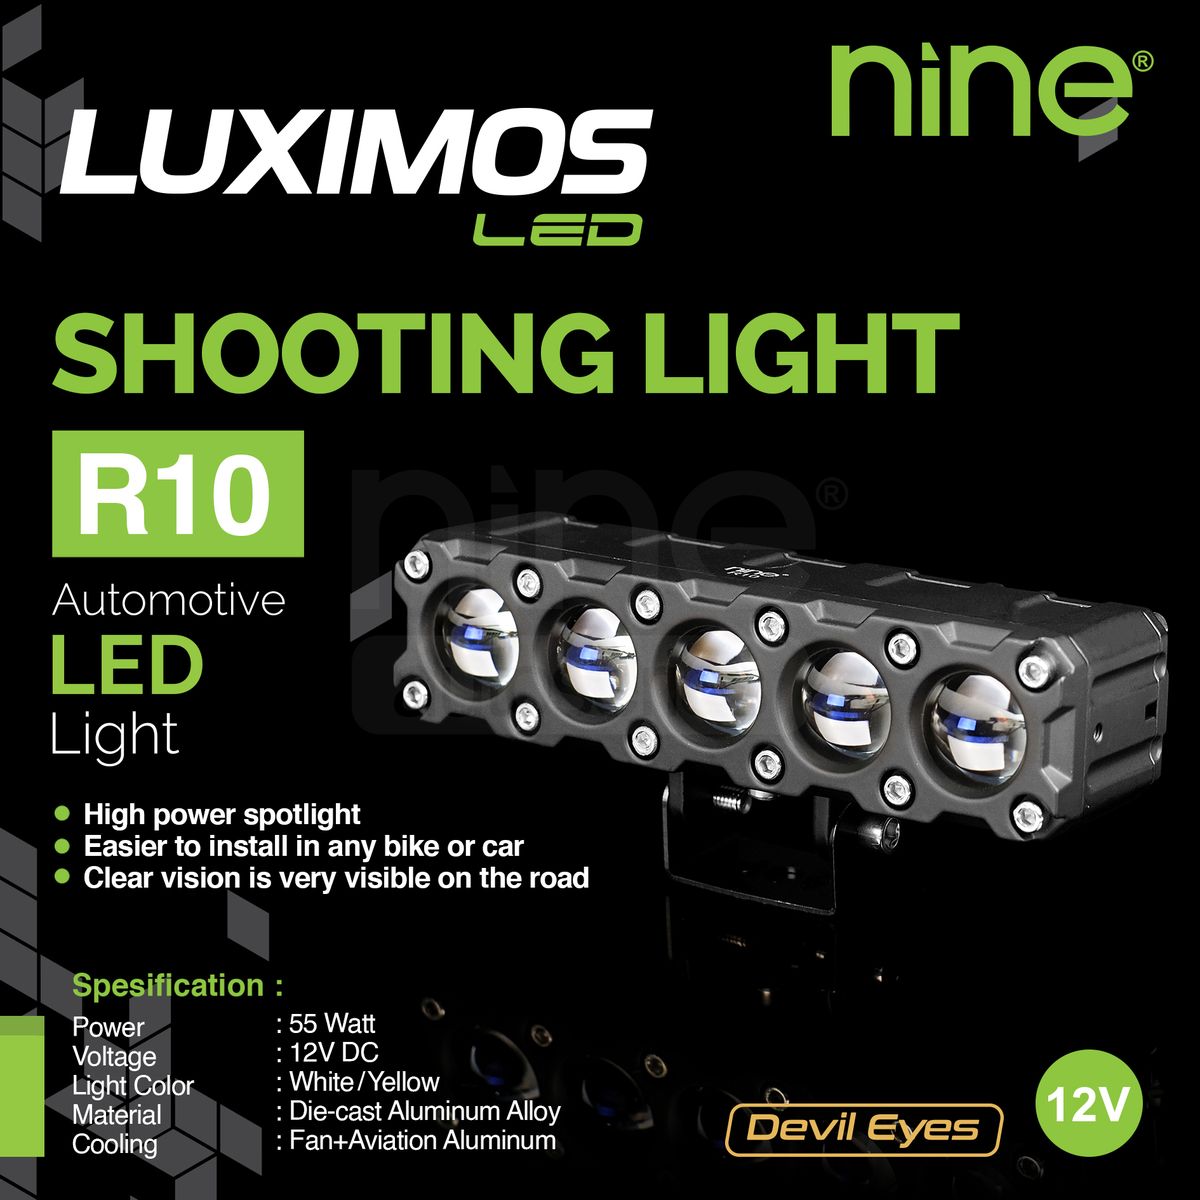 nine®
LUXIMOS
LED
SHOOTING LIGHT
R10
nine®
Automotive
LED
Light
nine®
• High power spotlight
• Easier to install in any bike or car
• Clear vision is very visible on the road
Spesification :
Power : 55 Watt
Voltage : 12V DC
Light Color : White/Yellow
Material : Die-cast Aluminum Alloy
Cooling : Fan+Aviation Aluminum
Devil Eyes
12V